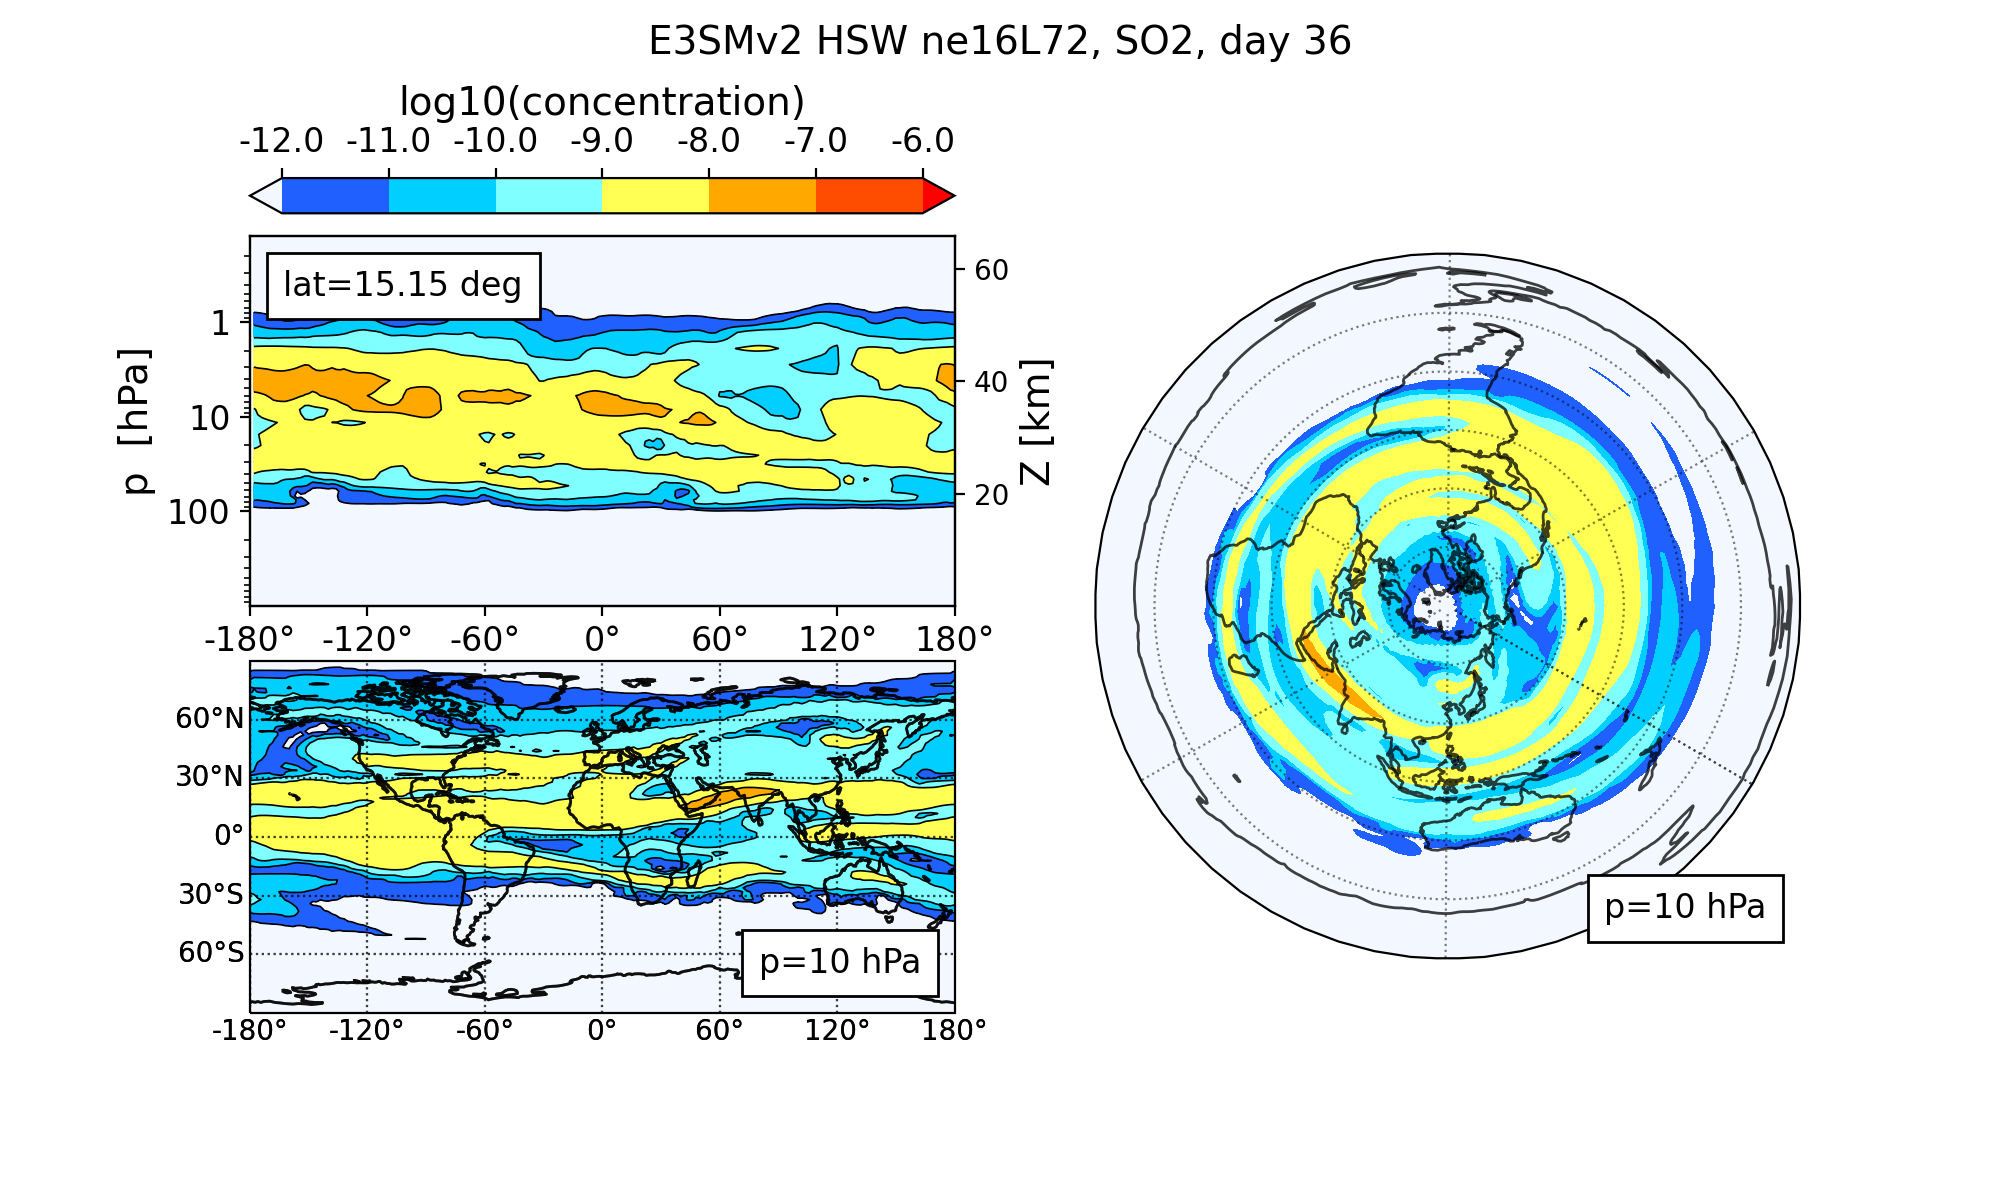 E3SMv2 HSW ne16L72, SO2, day 36
log10(concentration)
-12.0 -11.0 -10.0 -9.0 -8.0 -7.0 -6.0
lat=15.15 deg
p [hPa]
1
10
100
Z [km]
60
40
20
-180° -120° -60° 0° 60° 120° 180°
60°N
30°N
0°
30°S
60°S
p=10 hPa
-180° -120° -60° 0° 60° 120° 180°
p=10 hPa